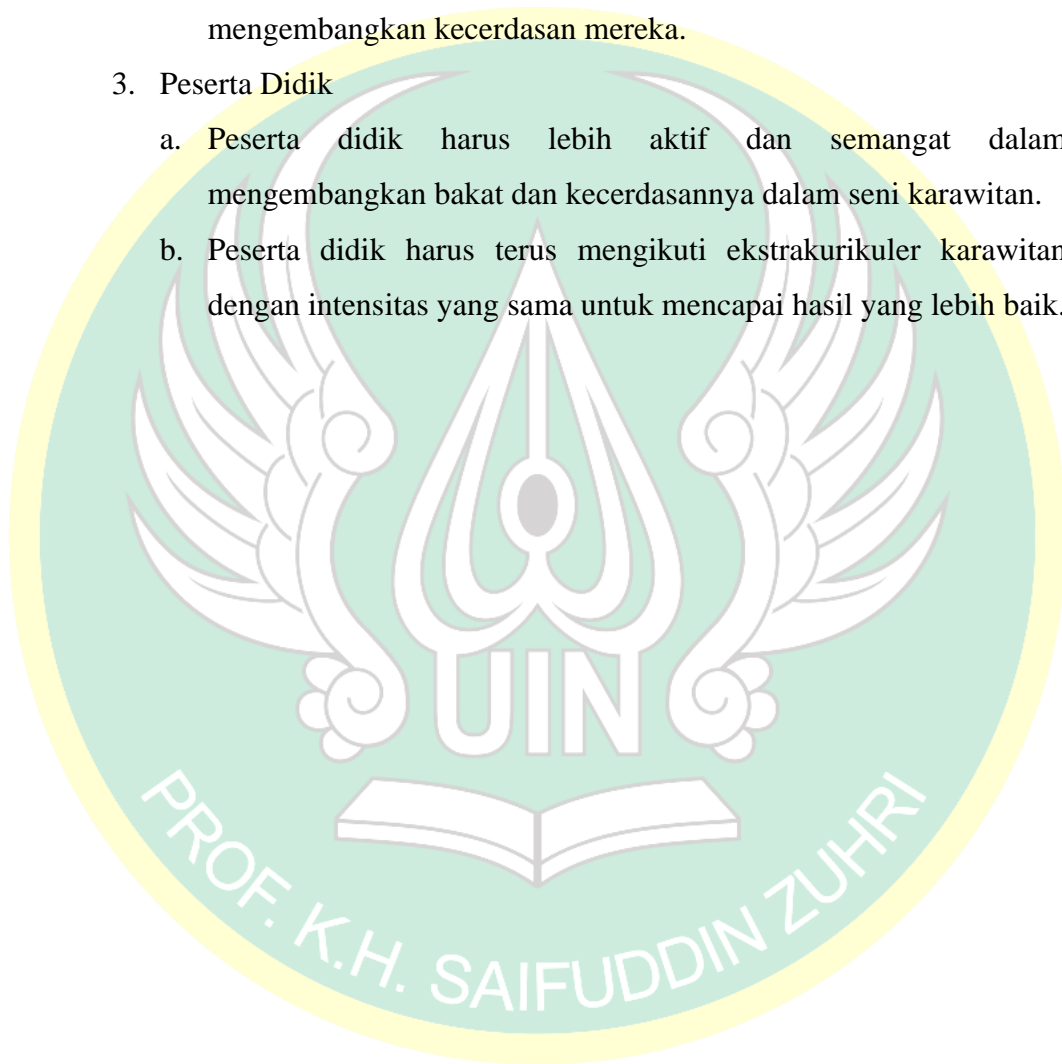 mengembangkan kecerdasan mereka.
3. Peserta Didik
a. Peserta didik harus lebih aktif dan semangat dalam
mengembangkan bakat dan kecerdasannya dalam seni karawitan.
b. Peserta didik harus terus mengikuti ekstrakurikuler karawitan
dengan intensitas yang sama untuk mencapai hasil yang lebih baik.
UIN
PROF. K.H. SAIFUDDIN ZUHRI